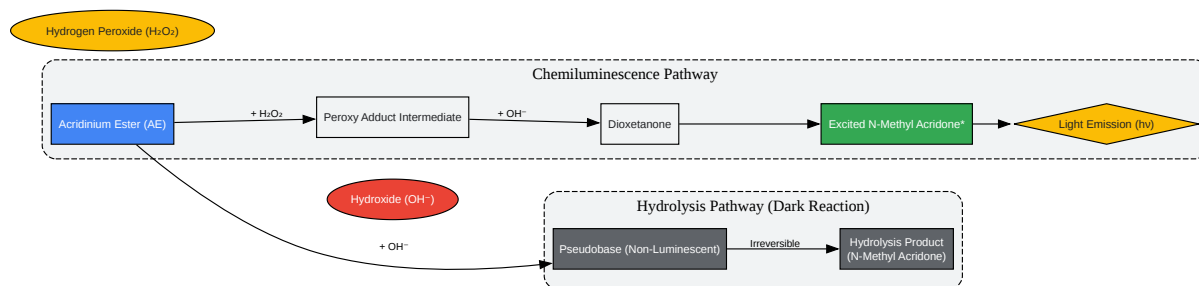 Hydrogen Peroxide (H₂O₂)
Chemiluminescence Pathway
Acridinium Ester (AE)
+ H₂O₂
Peroxy Adduct Intermediate
+ OH⁻
Dioxetanone
Excited N-Methyl Acridone*
Light Emission (hν)
Hydroxide (OH⁻)
+ OH⁻
Hydrolysis Pathway (Dark Reaction)
Pseudobase (Non-Luminescent)
Irreversible
Hydrolysis Product
(N-Methyl Acridone)